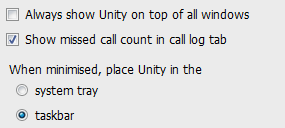 Always show Unity on top of all windows
Show missed call count in call log tab
When minimised, place Unity in the
system tray
taskbar